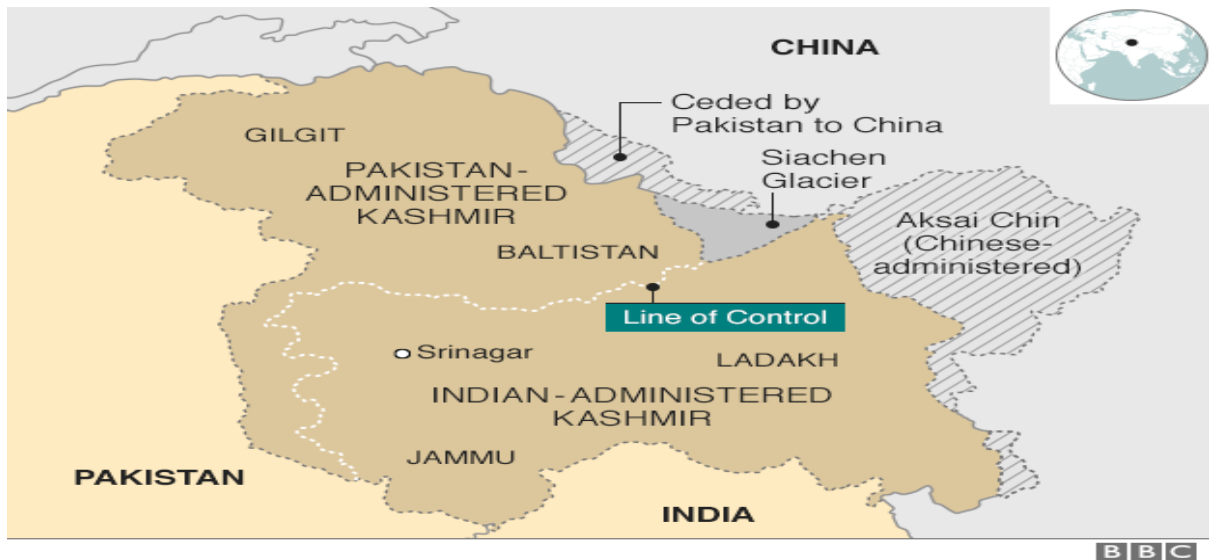 CHINA
Ceded by
Pakistan to China
Siachen
Glacier
GILGIT
PAKISTAN-
ADMINISTERED
KASHMIR
Aksai Chin
(Chinese-
administered)
BALTISTAN
Line of Control
Srinagar
LADAKH
INDIAN-ADMINISTERED
KASHMIR
JAMMU
PAKISTAN
INDIA
BBC